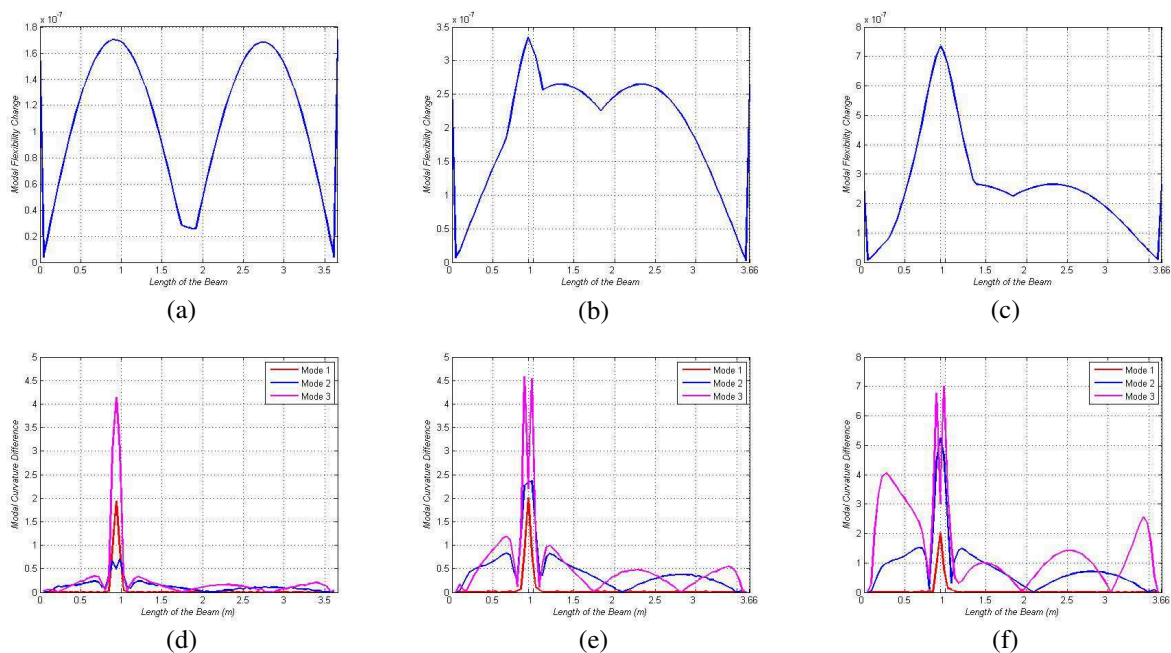 x 10⁻⁷
1.8
1.6
1.4
1.2
1
0.8
0.6
0.4
0.2
0
Modal Flexibility Change
0 0.5 1 1.5 2 2.5 3 3.5
Length of the Beam
(a)
x 10⁻⁷
3.5
3
2.5
2
1.5
1
0.5
0
Modal Flexibility Change
0 0.5 1 1.5 2 2.5 3 3.66
Length of the Beam
(b)
x 10⁻⁷
8
7
6
5
4
3
2
1
0
Modal Flexibility Change
0 0.5 1 1.5 2 2.5 3 3.66
Length of the Beam
(c)
5
4.5
4
3.5
3
2.5
2
1.5
1
0.5
0
Modal Curvature Difference
Mode 1
Mode 2
Mode 3
0 0.5 1 1.5 2 2.5 3 3.5
Length of the Beam (m)
(d)
5
4.5
4
3.5
3
2.5
2
1.5
1
0.5
0
Modal Curvature Difference
Mode 1
Mode 2
Mode 3
0 0.5 1 1.5 2 2.5 3 3.66
Length of the Beam (m)
(e)
8
7
6
5
4
3
2
1
0
Modal Curvature Difference
Mode 1
Mode 2
Mode 3
0 0.5 1 1.5 2 2.5 3 3.66
Length of the Beam (m)
(f)